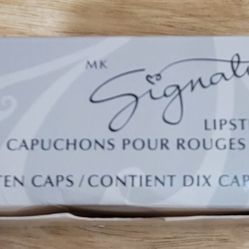 MK
Signat
LIPST
CAPUCHONS POUR ROUGES
TEN CAPS / CONTIENT DIX CAP